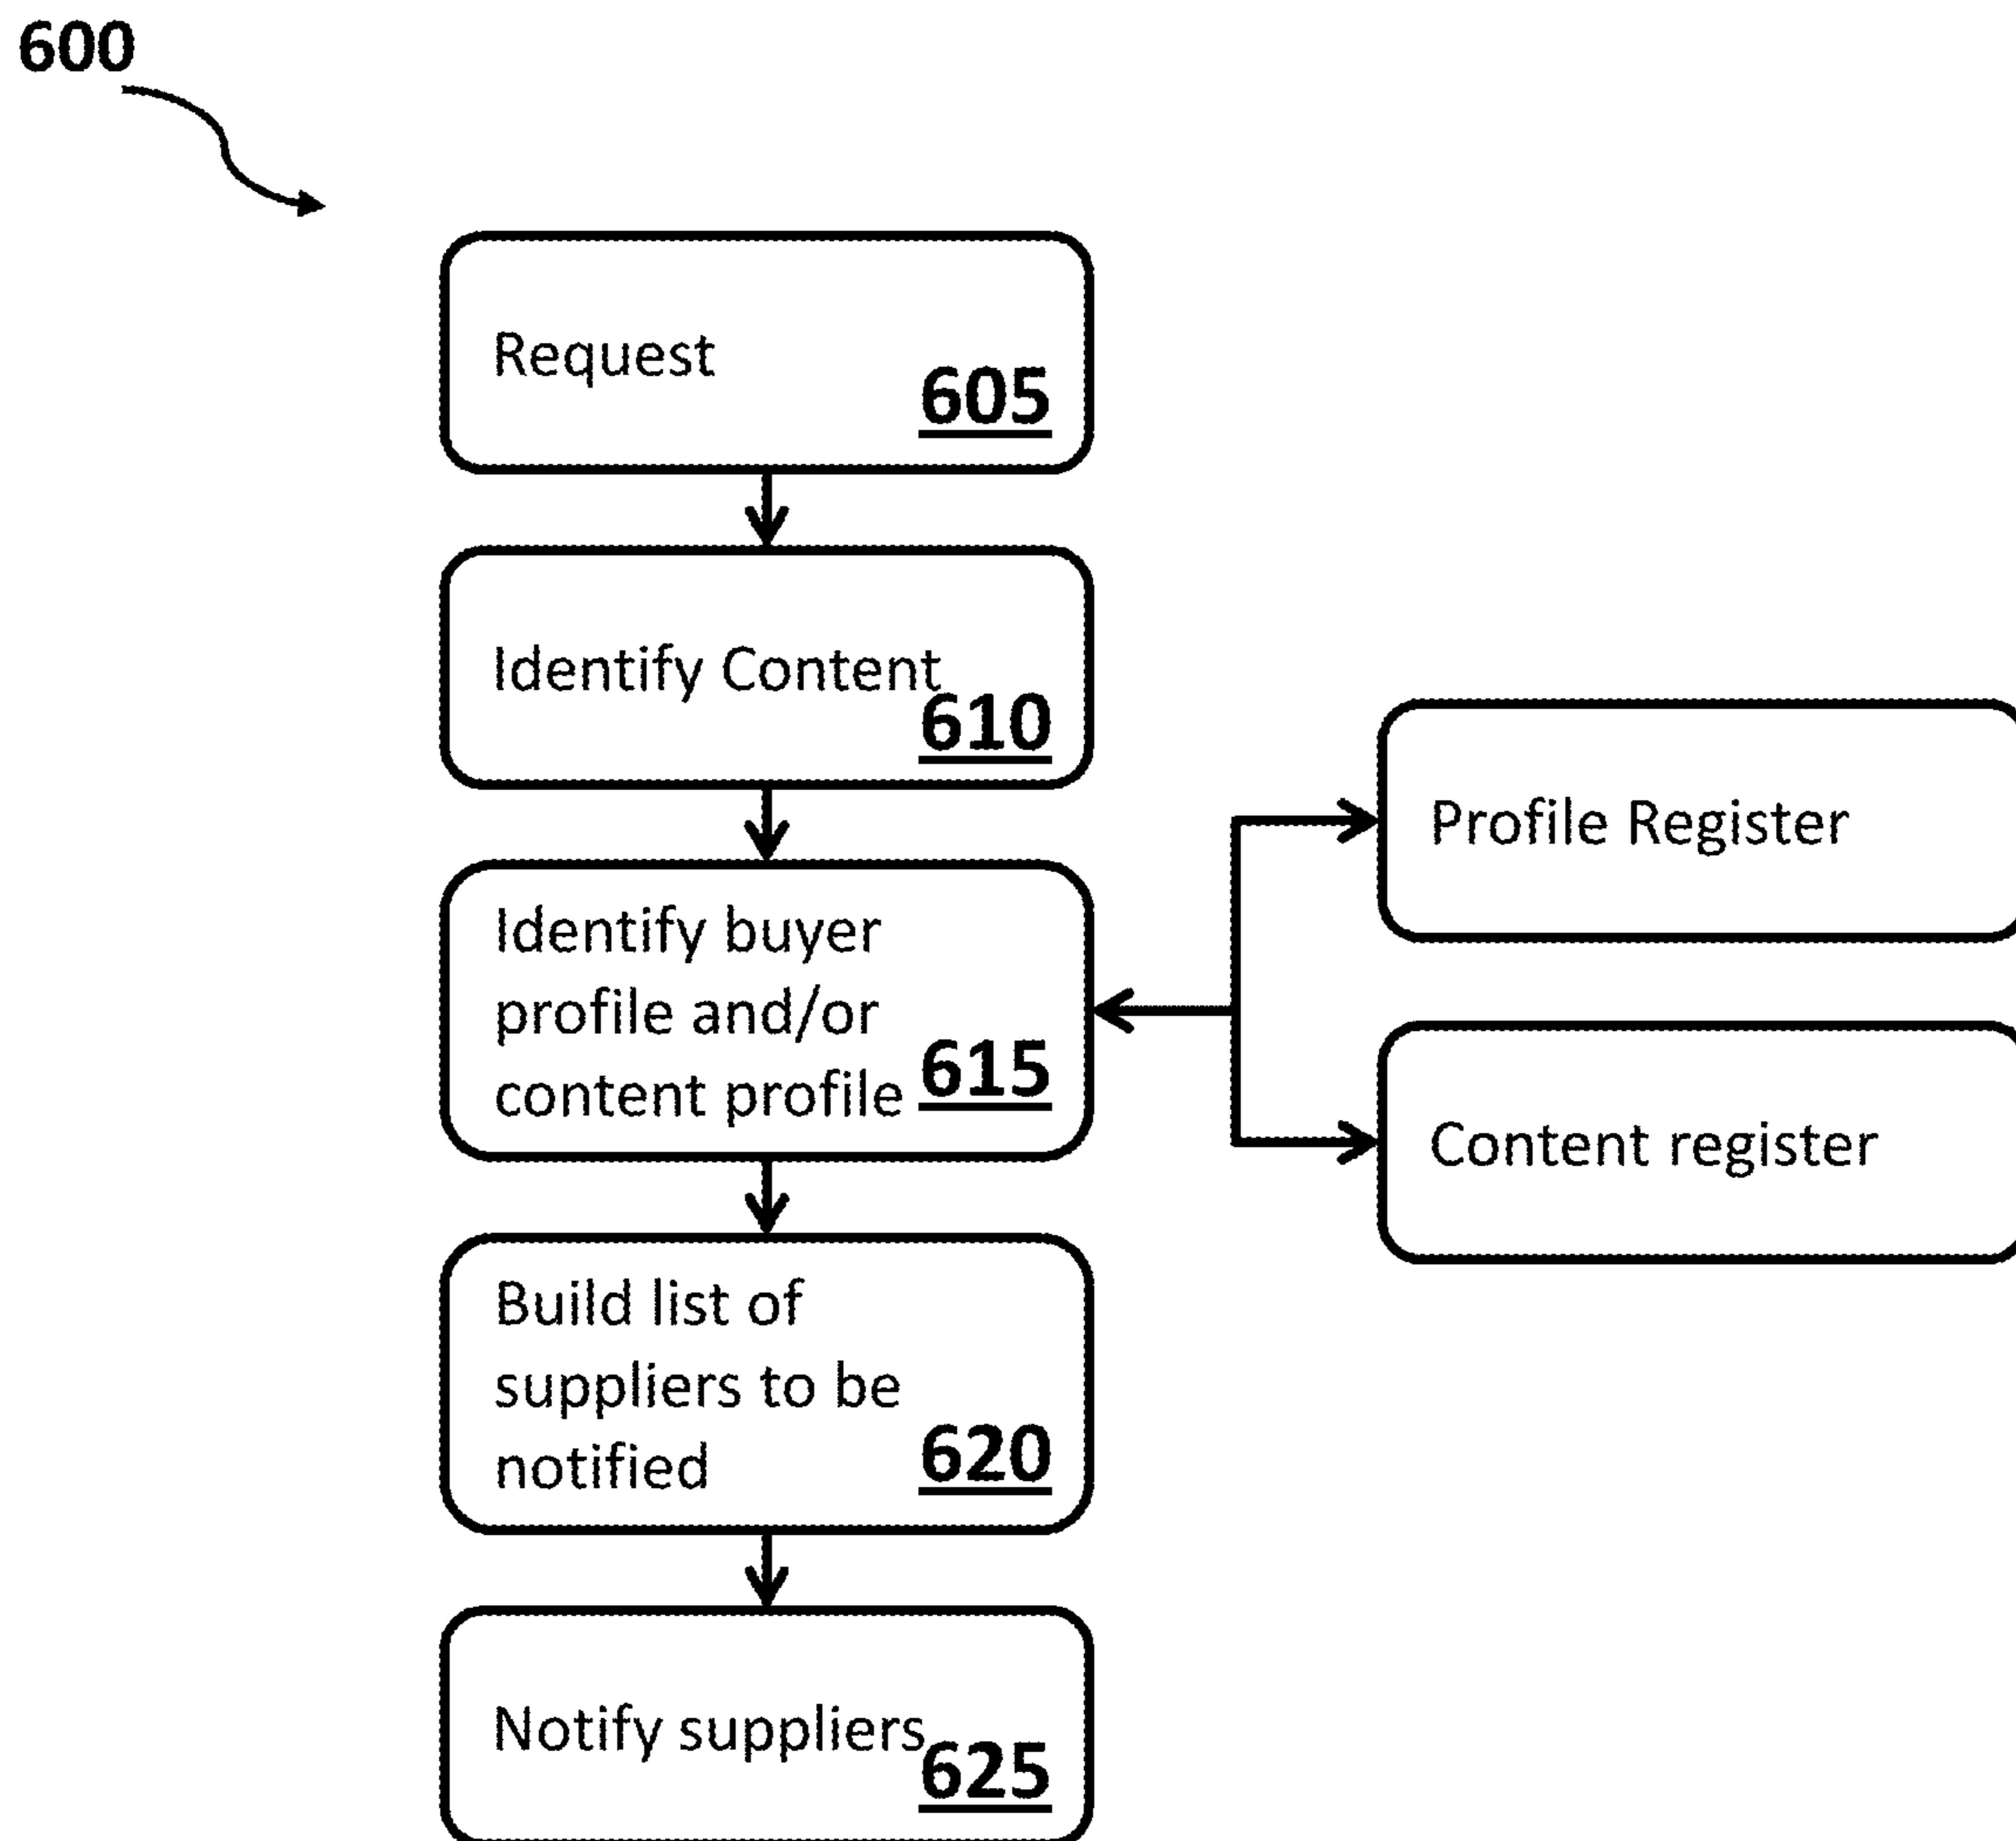 600
Request
605
Identify Content
610
Identify buyer
profile and/or
content profile
615
Profile Register
Content register
Build list of
suppliers to be
notified
620
Notify suppliers
625